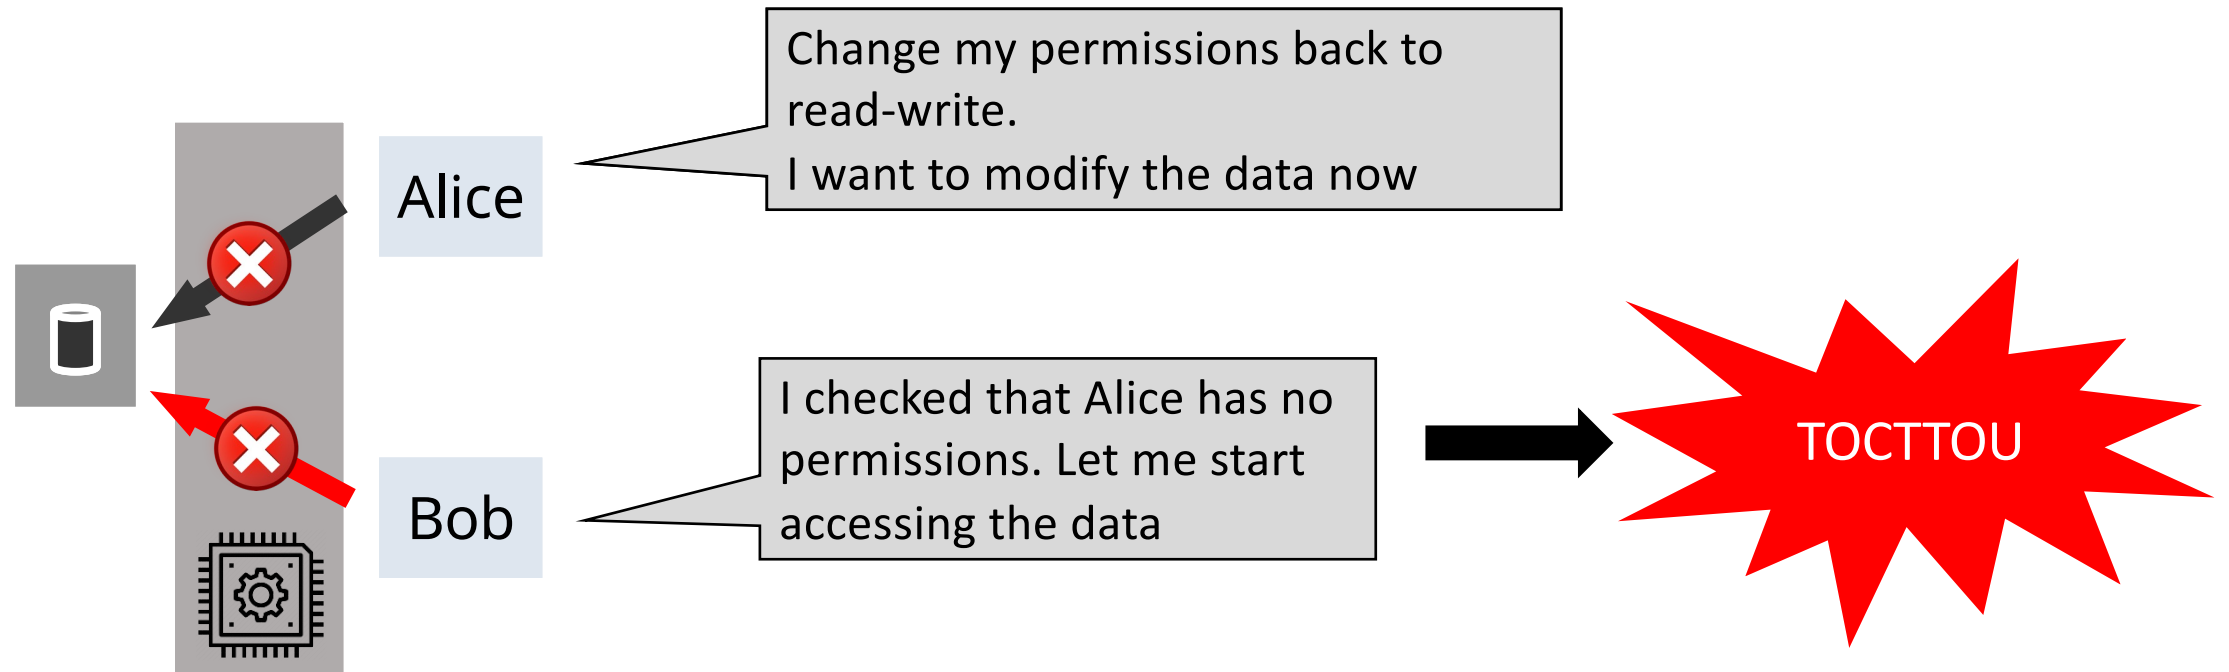 Change my permissions back to
read-write.
I want to modify the data now
Alice
I checked that Alice has no
permissions. Let me start
accessing the data
Bob
TOCTTOU